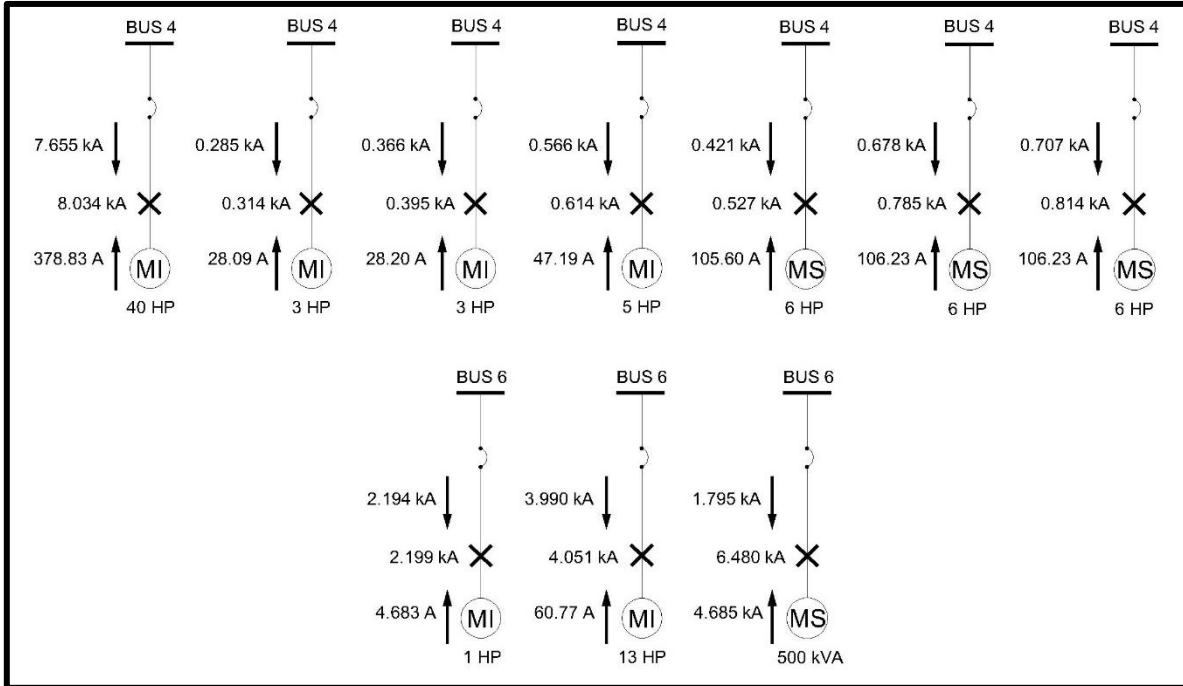 BUS 4 BUS 4 BUS 4 BUS 4 BUS 4 BUS 4 BUS 4
7.655 kA 0.285 kA 0.366 kA 0.566 kA 0.421 kA 0.678 kA 0.707 kA
8.034 kA 0.314 kA 0.395 kA 0.614 kA 0.527 kA 0.785 kA 0.814 kA
378.83 A MI 28.09 A MI 28.20 A MI 47.19 A MI 105.60 A MS 106.23 A MS 106.23 A MS
40 HP 3 HP 3 HP 5 HP 6 HP 6 HP 6 HP
BUS 6 BUS 6 BUS 6
2.194 kA 3.990 kA 1.795 kA
2.199 kA 4.051 kA 6.480 kA
4.683 A MI 60.77 A MI 4.685 kA MS
1 HP 13 HP 500 kVA